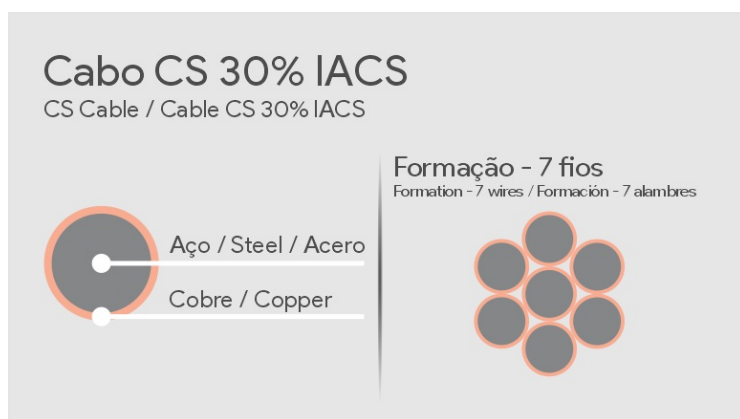 Cabo CS 30% IACS
CS Cable / Cable CS 30% IACS
Aço / Steel / Acero
Cobre / Copper
Formação - 7 fios
Formation - 7 wires / Formación - 7 alambres